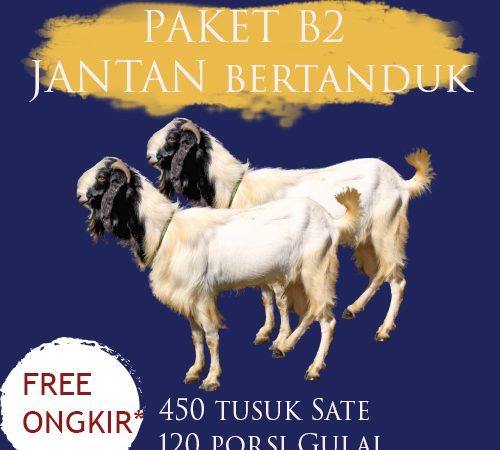 PAKET B2
JANTAN BERTANDUK
FREE
ONGKIR*
450 TUSUK SATE
120 PORSI GULAI